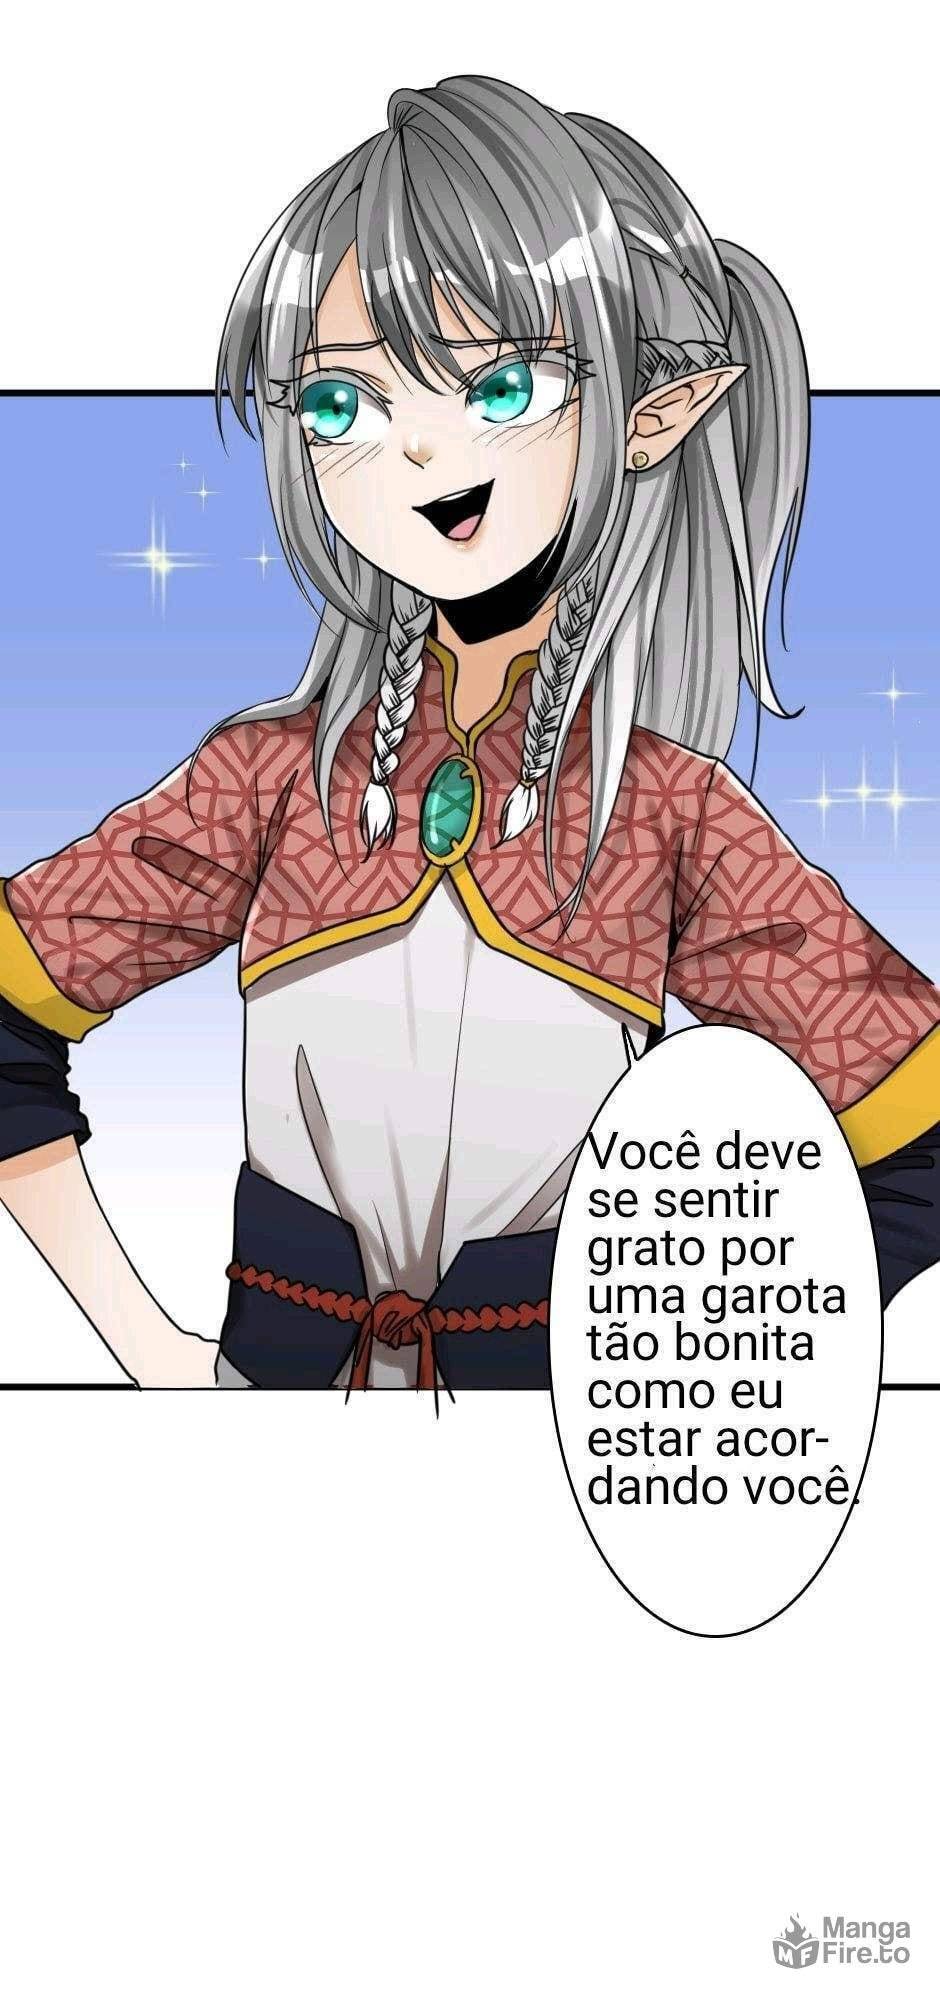 Você deve
se sentir
grato por
uma garota
tão bonita
como eu
estar acor-
dando você.
Manga
MF Fire.to